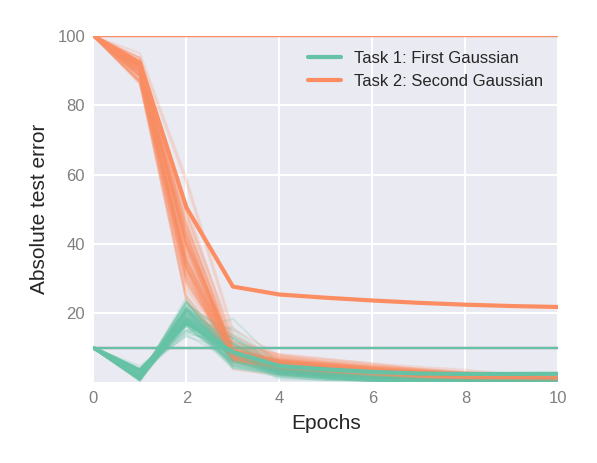 100
80
60
40
20
Absolute test error
Task 1: First Gaussian
Task 2: Second Gaussian
0 2 4 6 8 10
Epochs